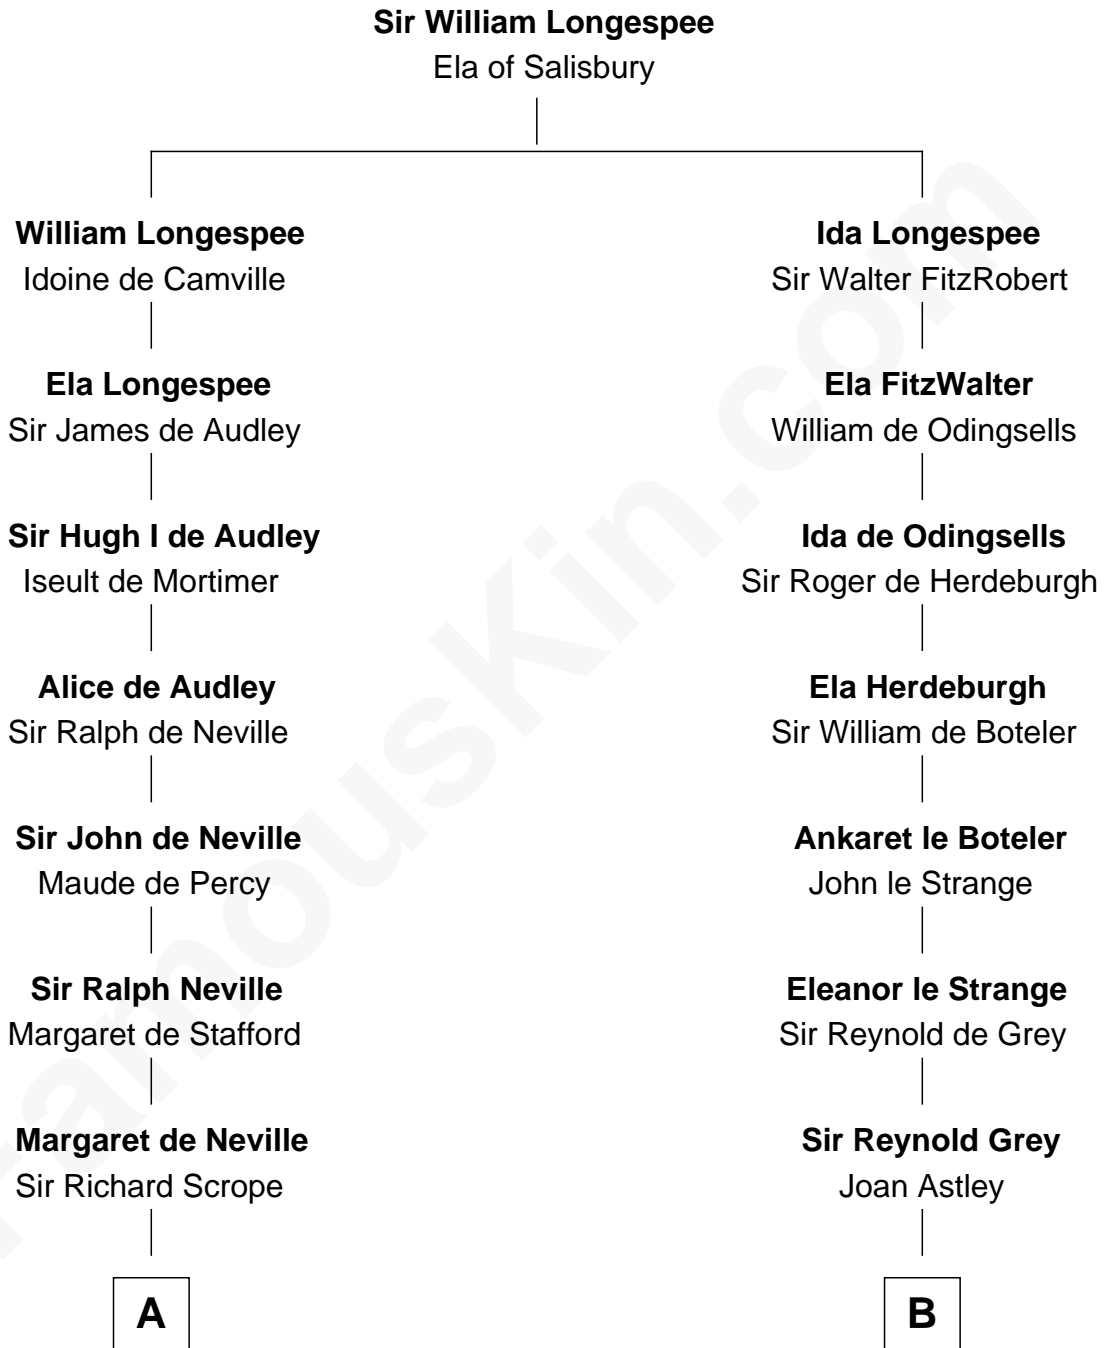 Sir William Longespee
Ela of Salisbury
William Longespee
Idoine de Camville
Ela Longespee
Sir James de Audley
Sir Hugh I de Audley
Iseult de Mortimer
Alice de Audley
Sir Ralph de Neville
Sir John de Neville
Maude de Percy
Sir Ralph Neville
Margaret de Stafford
Margaret de Neville
Sir Richard Scrope
A
Ida Longespee
Sir Walter FitzRobert
Ela FitzWalter
William de Odingsells
Ida de Odingsells
Sir Roger de Herdeburgh
Ela Herdeburgh
Sir William de Boteler
Ankaret le Boteler
John le Strange
Eleanor le Strange
Sir Reynold de Grey
Sir Reynold Grey
Joan Astley
B
FamousKin.com